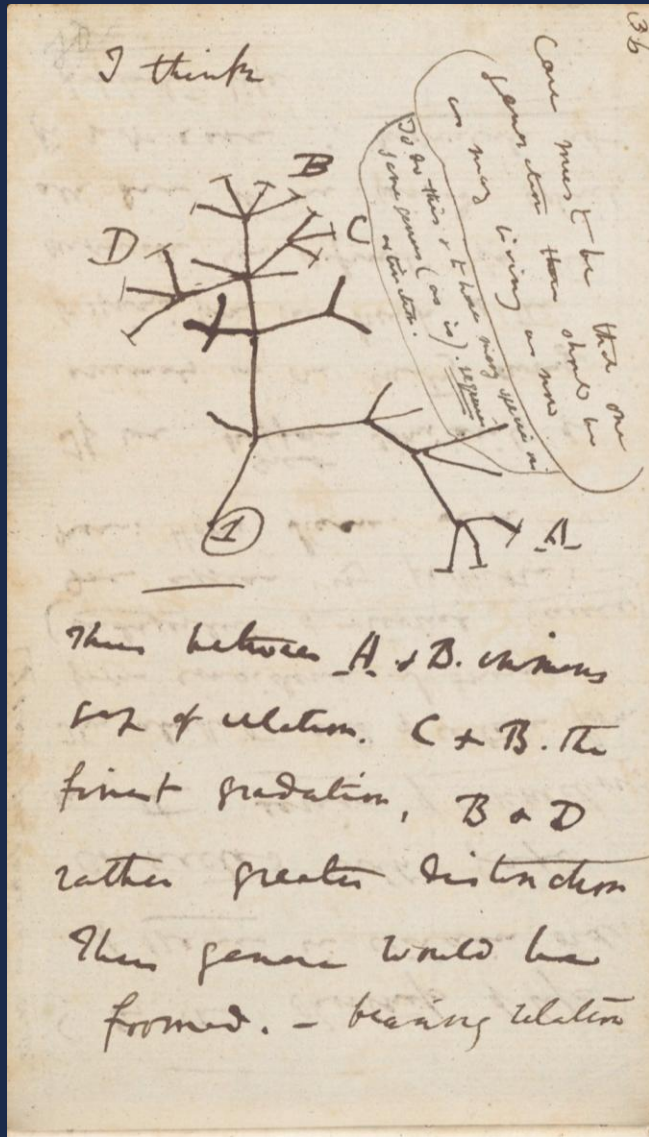 36
I think
Case must be that one
generation then should be
as many living as now
To do this & to have many species in
same genus (as is). requires
extinction.
B
C
D
A
1
Thus between A & B. immense
gap of relation. C & B. the
finest gradation, B & D
rather greater distinction
Thus genera would be
formed. – bearing relation